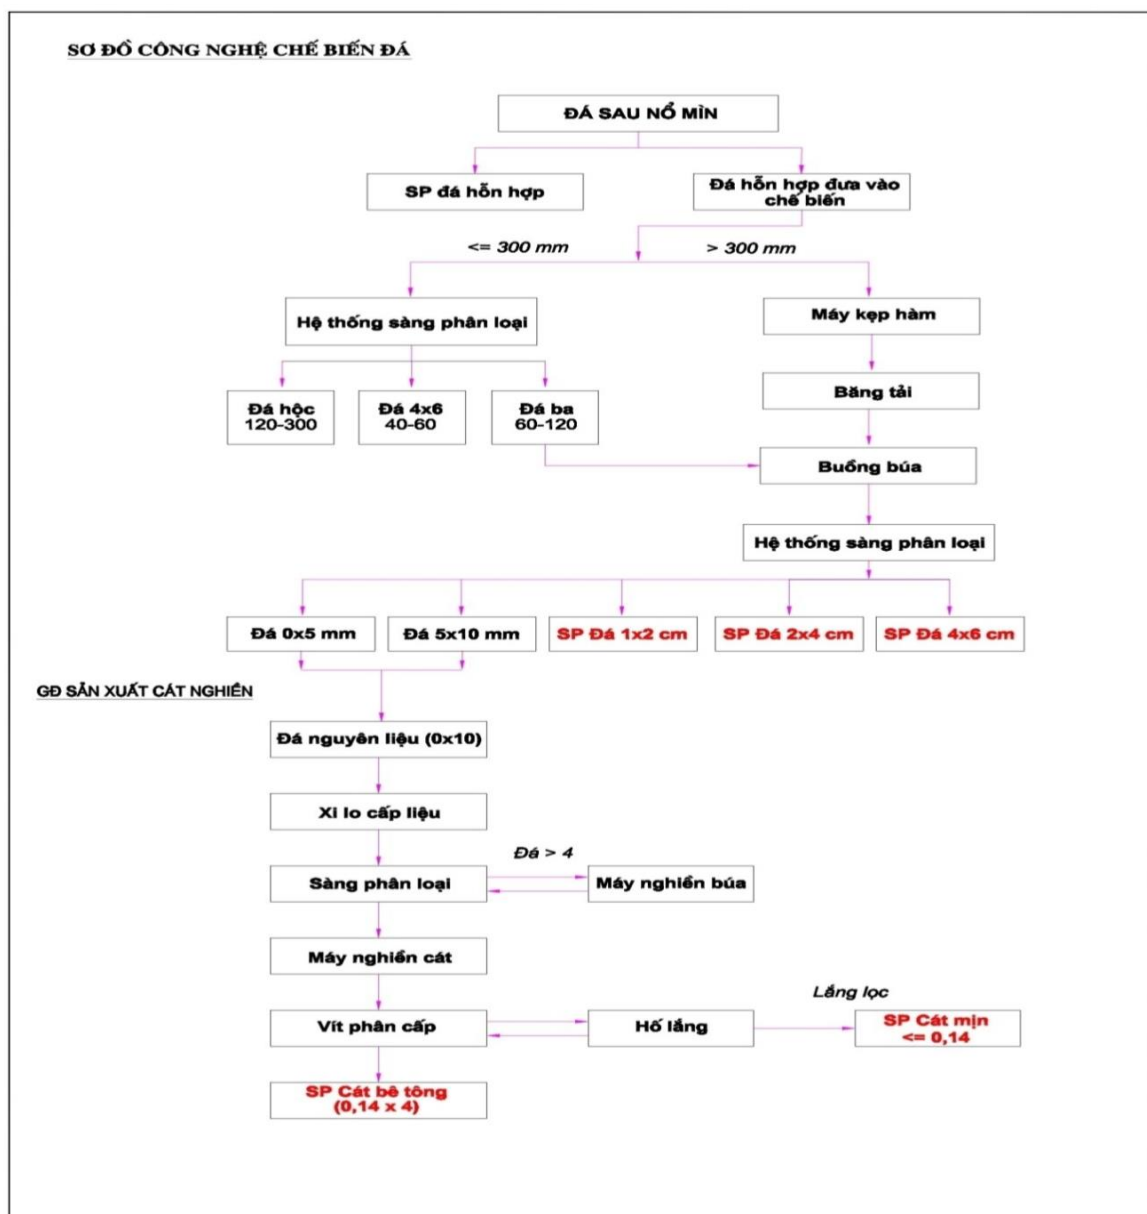 SƠ ĐỒ CÔNG NGHỆ CHẾ BIẾN ĐÁ
ĐÁ SAU NỔ MÌN
SP đá hỗn hợp
Đá hỗn hợp đưa vào
chế biến
<= 300 mm
> 300 mm
Hệ thống sàng phân loại
Máy kẹp hàm
Đá hộc
120-300
Đá 4x6
40-60
Đá ba
60-120
Băng tải
Buồng búa
Hệ thống sàng phân loại
Đá 0x5 mm
Đá 5x10 mm
SP Đá 1x2 cm
SP Đá 2x4 cm
SP Đá 4x6 cm
GĐ SẢN XUẤT CÁT NGHIỀN
Đá nguyên liệu (0x10)
Xi lo cấp liệu
Đá > 4
Sàng phân loại
Máy nghiền búa
Máy nghiền cát
Lắng lọc
Vít phân cấp
Hố lắng
SP Cát mịn
<= 0,14
SP Cát bê tông
(0,14 x 4)